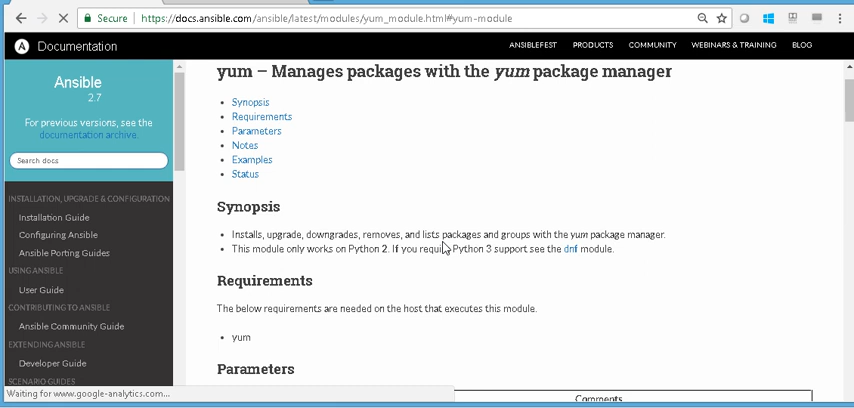 Secure https://docs.ansible.com/ansible/latest/modules/yum_module.html#yum-module
A Documentation
ANSIBLEFEST PRODUCTS COMMUNITY WEBINARS & TRAINING BLOG
Ansible
2.7
For previous versions, see the
documentation archive.
Search docs
INSTALLATION, UPGRADE & CONFIGURATION
Installation Guide
Configuring Ansible
Ansible Porting Guides
USING ANSIBLE
User Guide
CONTRIBUTING TO ANSIBLE
Ansible Community Guide
EXTENDING ANSIBLE
Developer Guide
SCENARIO GUIDES
yum – Manages packages with the yum package manager
• Synopsis
• Requirements
• Parameters
• Notes
• Examples
• Status
Synopsis
• Installs, upgrade, downgrades, removes, and lists packages and groups with the yum package manager.
• This module only works on Python 2. If you require Python 3 support see the dnf module.
Requirements
The below requirements are needed on the host that executes this module.
• yum
Parameters
Comments
Waiting for www.google-analytics.com...